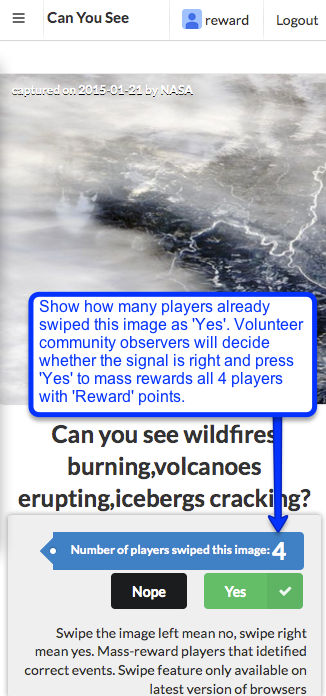 Can You See
reward
Logout
captured on 2015-01-21 by NASA
Show how many players already
swiped this image as 'Yes'. Volunteer
community observers will decide
whether the signal is right and press
'Yes' to mass rewards all 4 players
with 'Reward' points.
Can you see wildfires
burning,volcanoes
erupting,icebergs cracking?
Number of players swiped this image: 4
Nope
Yes
Swipe the image left mean no, swipe right
mean yes. Mass-reward players that idetified
correct events. Swipe feature only available on
latest version of browsers